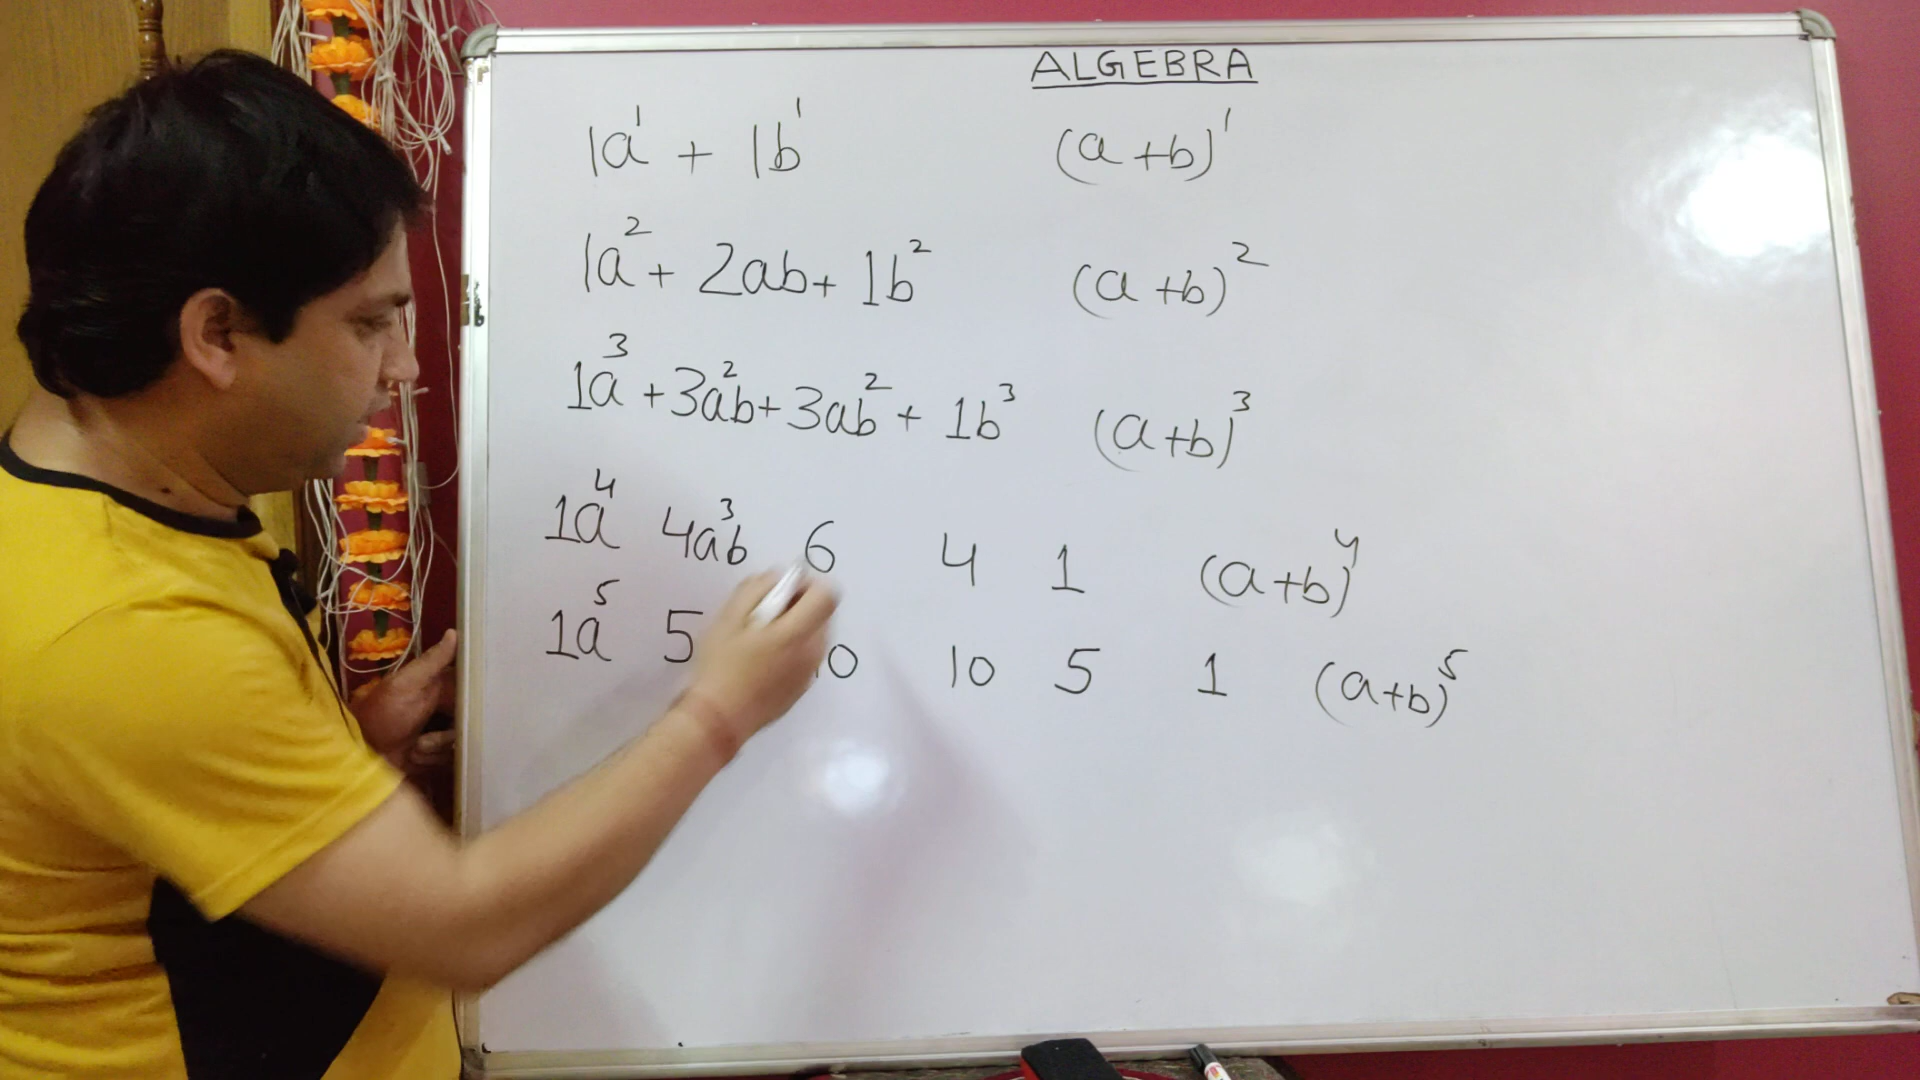 ALGEBRA
1a¹ + 1b¹ (a+b)¹
1a² + 2ab + 1b² (a+b)²
1a³ + 3a²b + 3ab² + 1b³ (a+b)³
1a⁴ 4a³b 6 4 1 (a+b)⁴
1a⁵ 5 10 10 5 1 (a+b)⁵